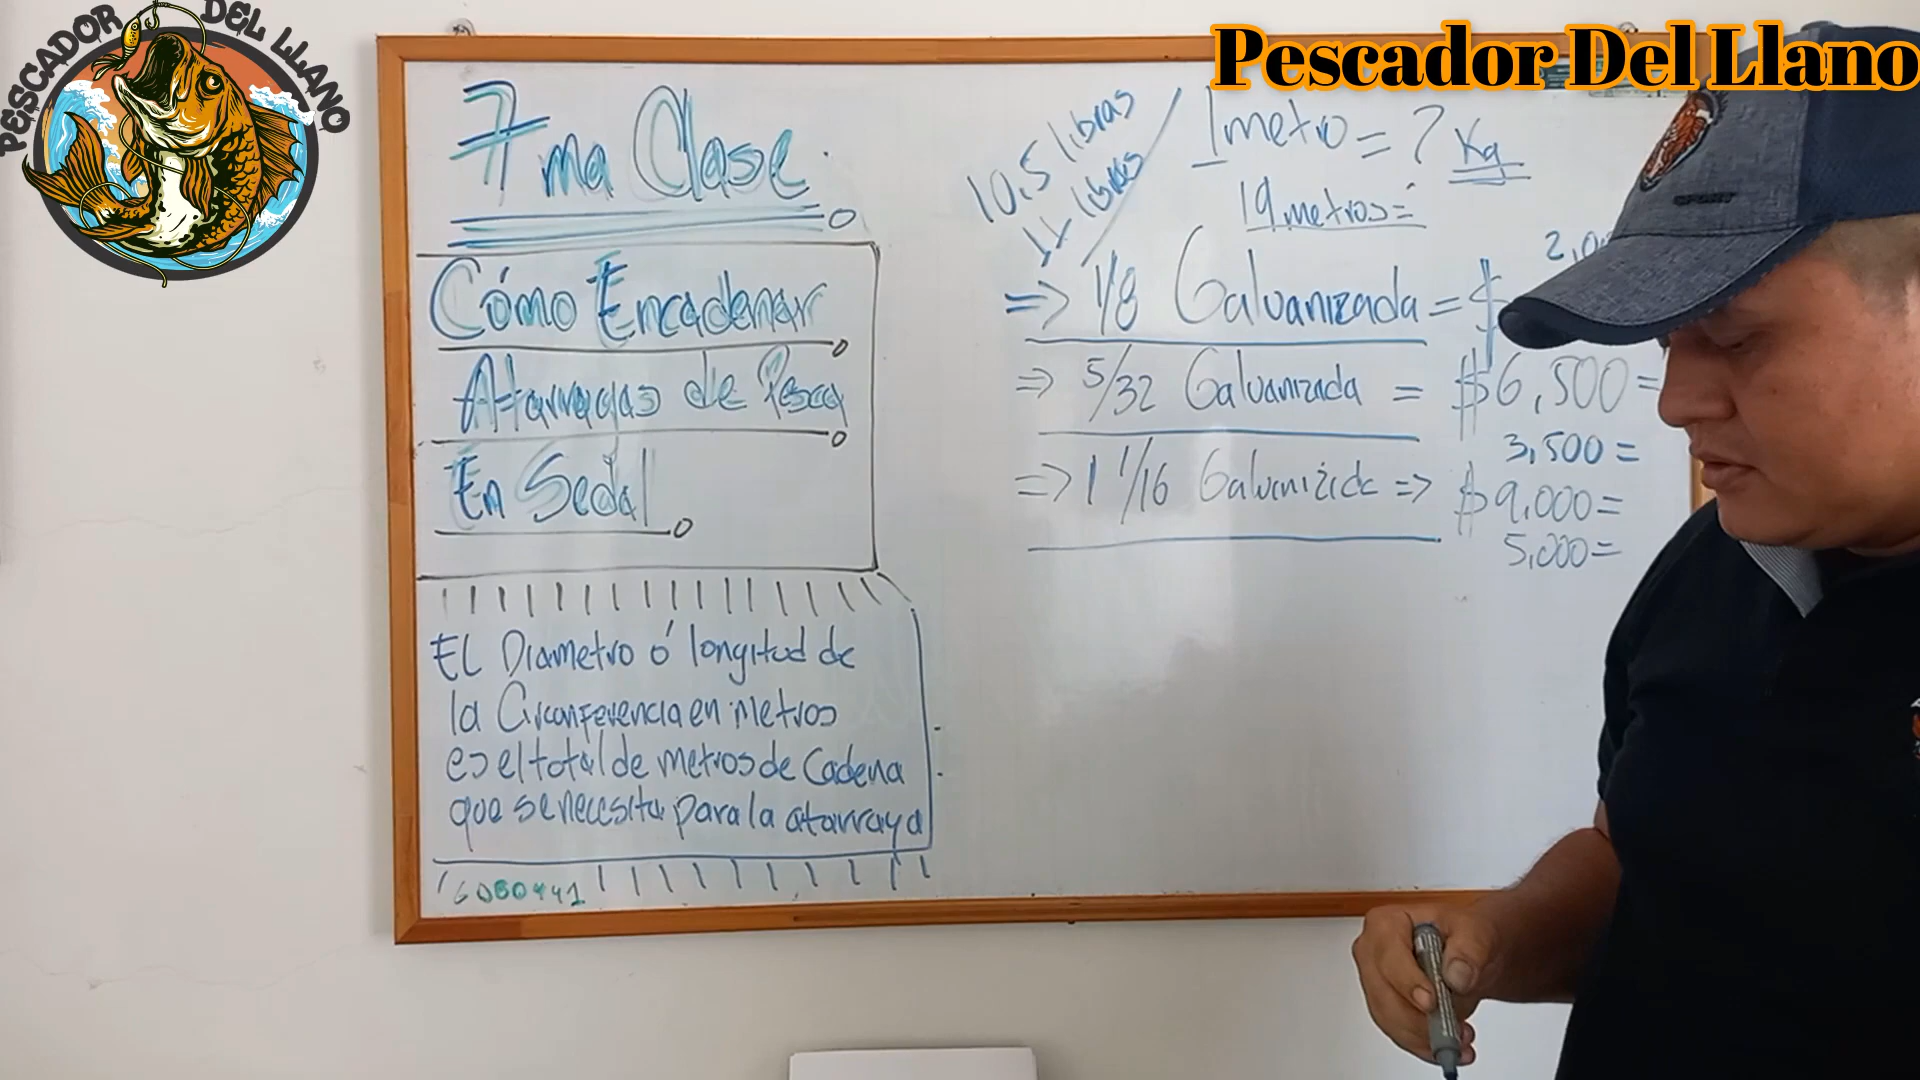 PESCADOR DEL LLANO
Pescador Del Llano
7ma Clase
Cómo Encadenar
Atarrayas de Pesca
En Sedal
El Diametro ó longitud de
la Circunferencia en metros
es el total de metros de Cadena
que se necesita para la atarraya
10,5 libras
11 libras
1 metro = ? Kg
19 metros =
=> 1/8 Galvanizada = $
=> 5/32 Galvanizada = $6,500 =
3,500 =
=> 1 1/16 Galvanizada => $9,000 =
5,000 =
SPORT